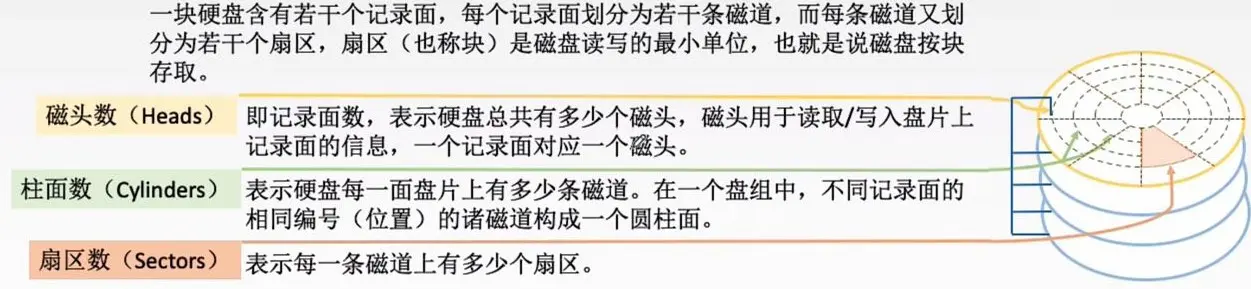 一块硬盘含有若干个记录面，每个记录面划分为若干条磁道，而每条磁道又划
分为若干个扇区，扇区（也称块）是磁盘读写的最小单位，也就是说磁盘按块
存取。
磁头数（Heads） 即记录面数，表示硬盘总共有多少个磁头，磁头用于读取/写入盘片上
记录面的信息，一个记录面对应一个磁头。
柱面数（Cylinders） 表示硬盘每一面盘片上有多少条磁道。在一个盘组中，不同记录面的
相同编号（位置）的诸磁道构成一个圆柱面。
扇区数（Sectors） 表示每一条磁道上有多少个扇区。